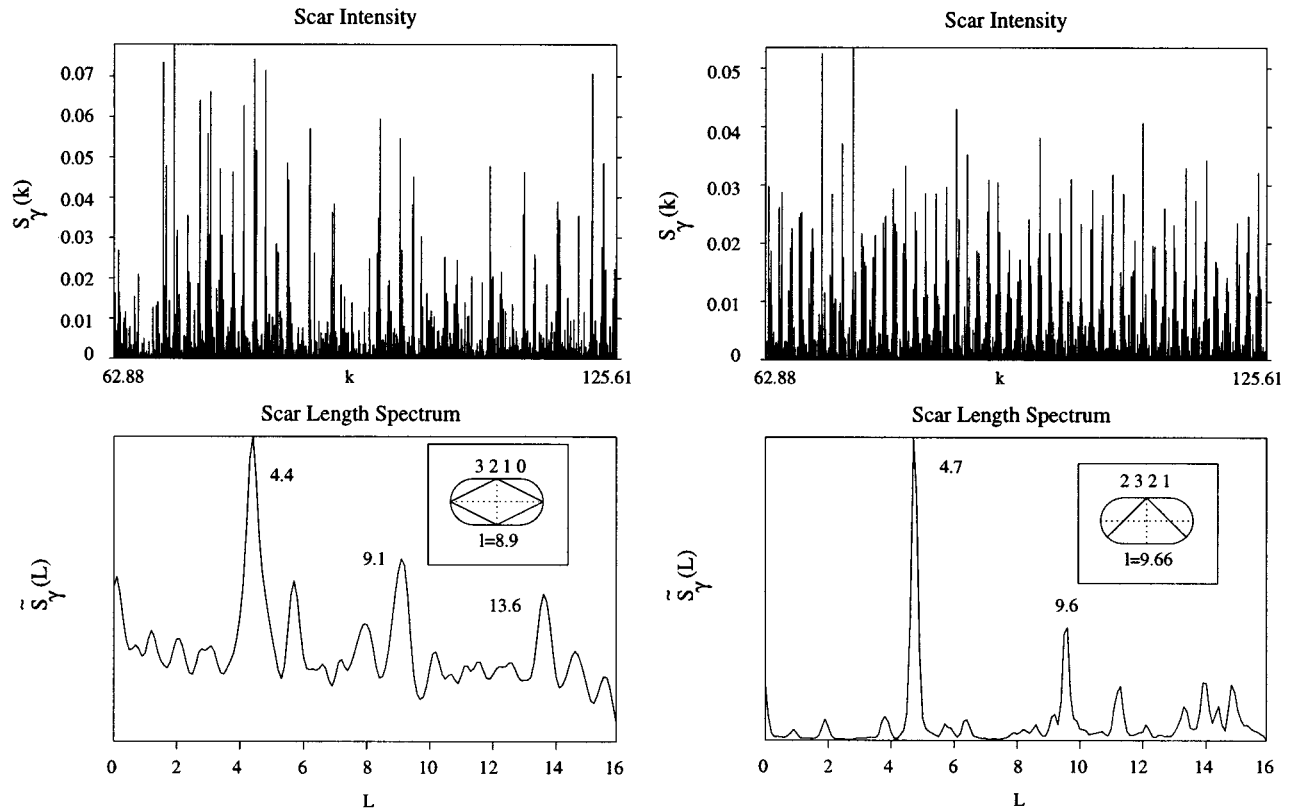 Scar Intensity
0.07
0.06
0.05
0.04
0.03
0.02
0.01
0
S_γ(k)
62.88
k
125.61
Scar Intensity
0.05
0.04
0.03
0.02
0.01
0
S_γ(k)
62.88
k
125.61
Scar Length Spectrum
4.4
9.1
13.6
3 2 1 0
l=8.9
S̃_γ(L)
0 2 4 6 8 10 12 14 16
L
Scar Length Spectrum
4.7
9.6
2 3 2 1
l=9.66
S̃_γ(L)
0 2 4 6 8 10 12 14 16
L